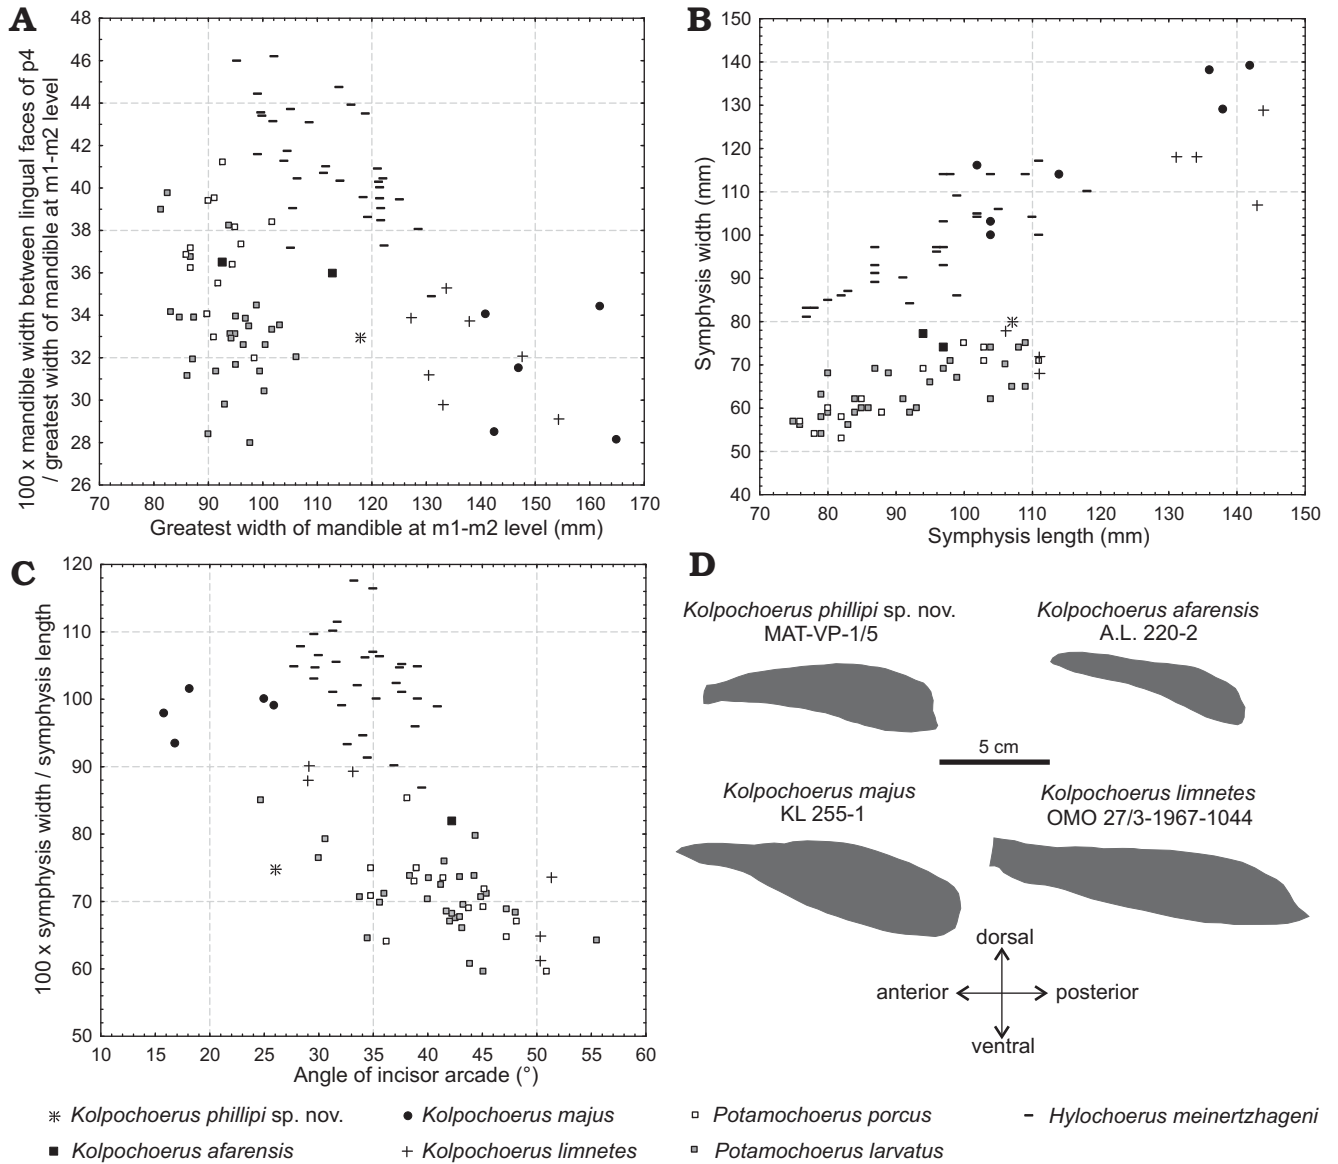 A
100 x mandible width between lingual faces of p4
/ greatest width of mandible at m1-m2 level
48
46
44
42
40
38
36
34
32
30
28
26
70 80 90 100 110 120 130 140 150 160 170
Greatest width of mandible at m1-m2 level (mm)
B
Symphysis width (mm)
150
140
130
120
110
100
90
80
70
60
50
40
70 80 90 100 110 120 130 140 150
Symphysis length (mm)
C
100 x symphysis width / symphysis length
120
110
100
90
80
70
60
50
10 15 20 25 30 35 40 45 50 55 60
Angle of incisor arcade (°)
D
Kolpochoerus phillipi sp. nov.
MAT-VP-1/5
Kolpochoerus afarensis
A.L. 220-2
5 cm
Kolpochoerus majus
KL 255-1
Kolpochoerus limnetes
OMO 27/3-1967-1044
dorsal
anterior posterior
ventral
Kolpochoerus phillipi sp. nov.
Kolpochoerus majus
Potamochoerus porcus
Hylochoerus meinertzhageni
Kolpochoerus afarensis
Kolpochoerus limnetes
Potamochoerus larvatus